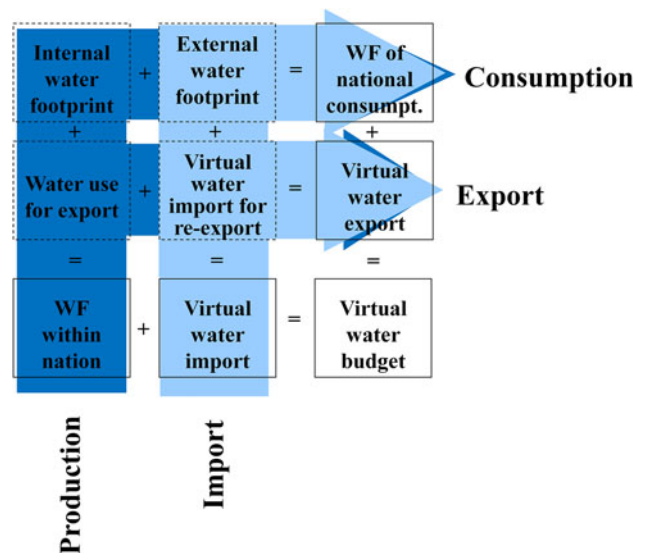 Internal water footprint + External water footprint = WF of national consumpt. Consumption
+ + +
Water use for export + Virtual water import for re-export = Virtual water export Export
= = =
WF within nation + Virtual water import = Virtual water budget
Production Import